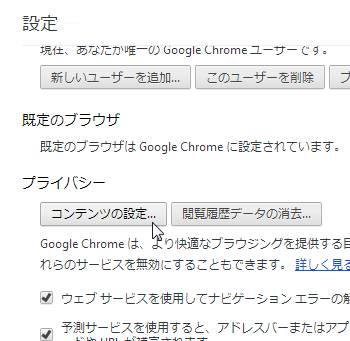 設定
現在、あなたが唯一の Google Chrome ユーザーです。
新しいユーザーを追加... このユーザーを削除 プ
既定のブラウザ
既定のブラウザは Google Chrome に設定されています。
プライバシー
コンテンツの設定... 閲覧履歴データの消去...
Google Chrome は、より快適なブラウジングを提供する目
れらのサービスを無効にすることもできます。 詳しく見る
ウェブ サービスを使用してナビゲーション エラーの解
予測サービスを使用すると、アドレスバーまたはアプ